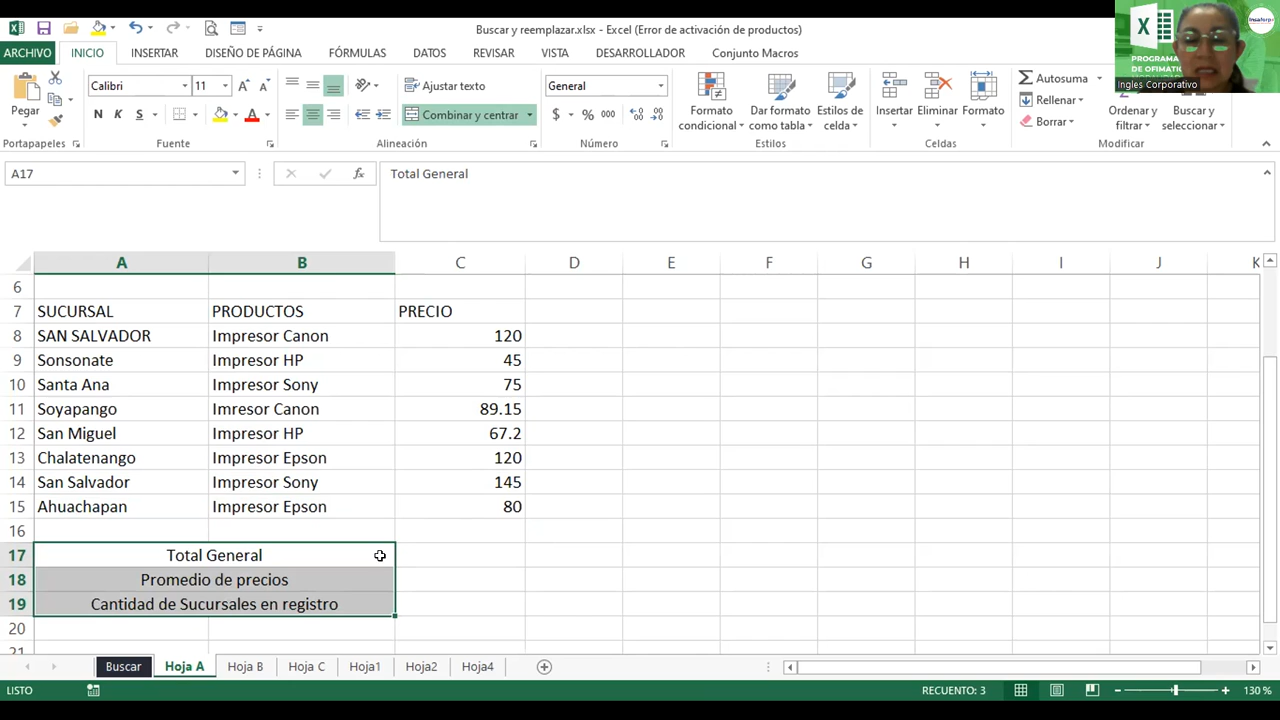 Buscar y reemplazar.xlsx - Excel (Error de activación de productos)
ARCHIVO INICIO INSERTAR DISEÑO DE PÁGINA FÓRMULAS DATOS REVISAR VISTA DESARROLLADOR Conjunto Macros
PROGRAMA
DE OFIMÁTIC
Ingles Corporativo
insaforp
Pegar
Portapapeles
Calibri 11
N K S
Fuente
Ajustar texto
Combinar y centrar
Alineación
General
$ % 000
Número
Formato condicional
Dar formato como tabla
Estilos de celda
Estilos
Insertar Eliminar Formato
Celdas
Autosuma
Rellenar
Borrar
Ordenar y filtrar
Buscar y seleccionar
Modificar
A17 fx Total General
A B C D E F G H I J K
6
7 SUCURSAL PRODUCTOS PRECIO
8 SAN SALVADOR Impresor Canon 120
9 Sonsonate Impresor HP 45
10 Santa Ana Impresor Sony 75
11 Soyapango Imresor Canon 89.15
12 San Miguel Impresor HP 67.2
13 Chalatenango Impresor Epson 120
14 San Salvador Impresor Sony 145
15 Ahuachapan Impresor Epson 80
16
17 Total General
18 Promedio de precios
19 Cantidad de Sucursales en registro
20
21
Buscar Hoja A Hoja B Hoja C Hoja1 Hoja2 Hoja4
LISTO RECUENTO: 3 130 %